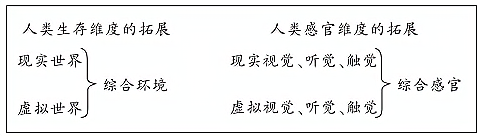 人类生存维度的拓展
现实世界
综合环境
虚拟世界
人类感官维度的拓展
现实视觉、听觉、触觉
综合感官
虚拟视觉、听觉、触觉